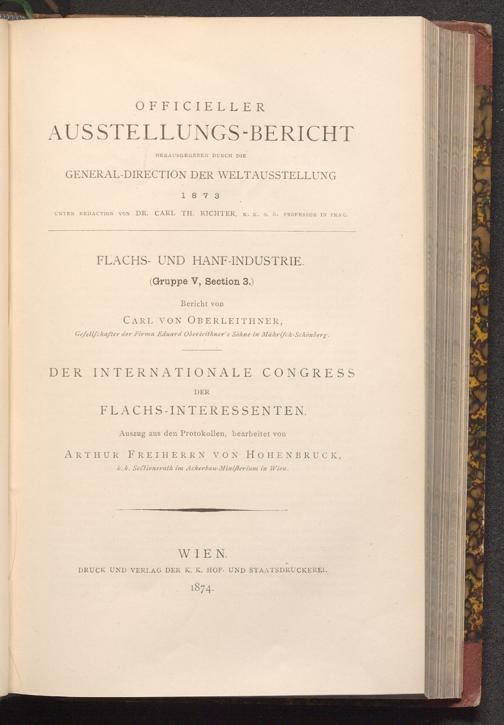 OFFICIELLER
AUSSTELLUNGS-BERICHT
HERAUSGEGEBEN DURCH DIE
GENERAL-DIRECTION DER WELTAUSSTELLUNG
1873
UNTER REDACTION VON DR. CARL TH. RICHTER, K. K. o. ö. PROFESSOR IN PRAG.
FLACHS- UND HANF-INDUSTRIE.
(Gruppe V, Section 3.)
Bericht von
CARL VON OBERLEITHNER,
Geſellſchafter der Firma Eduard Oberleithner's Söhne in Mähriſch-Schönberg.
DER INTERNATIONALE CONGRESS
DER
FLACHS-INTERESSENTEN.
Auszug aus den Protokollen, bearbeitet von
ARTHUR FREIHERRN VON HOHENBRUCK,
k. k. Sectionsrath im Ackerbau-Miniſterium in Wien.
WIEN.
DRUCK UND VERLAG DER K. K. HOF- UND STAATSDRUCKEREI.
1874.